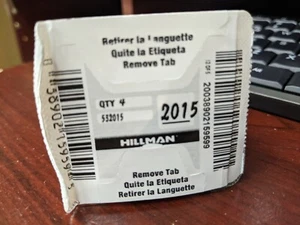 Retirer la Languette
Quite la Etiqueta
Remove Tab
QTY 4
532015
2015
HILLMAN
Remove Tab
Quite la Etiqueta
Retirer la Languette